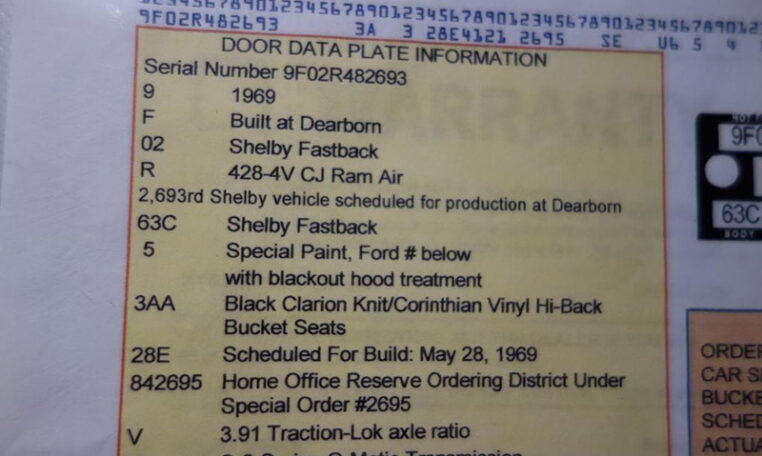 9F02R482693 3A 3 28E4121 2695 SE U6 5 4
DOOR DATA PLATE INFORMATION
Serial Number 9F02R482693
9 1969
F Built at Dearborn
02 Shelby Fastback
R 428-4V CJ Ram Air
2,693rd Shelby vehicle scheduled for production at Dearborn
63C Shelby Fastback
5 Special Paint, Ford # below
with blackout hood treatment
3AA Black Clarion Knit/Corinthian Vinyl Hi-Back
Bucket Seats
28E Scheduled For Build: May 28, 1969
842695 Home Office Reserve Ordering District Under
Special Order #2695
V 3.91 Traction-Lok axle ratio
9F0
63C
BODY
ORDER
CAR S
BUCKE
SCHED
ACTUA